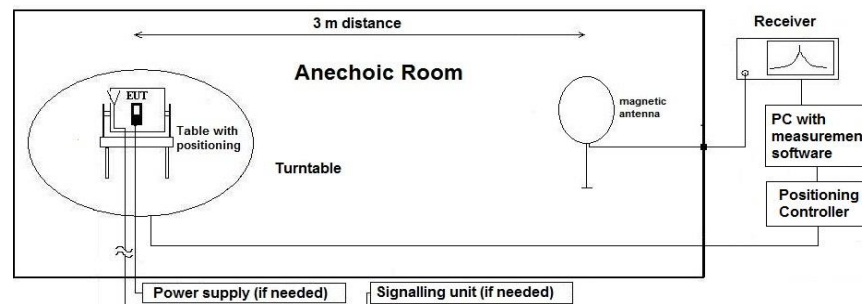 3 m distance
Receiver
Anechoic Room
EUT
magnetic
antenna
Table with
positioning
PC with
measuremen
software
Turntable
Positioning
Controller
Power supply (if needed)
Signalling unit (if needed)